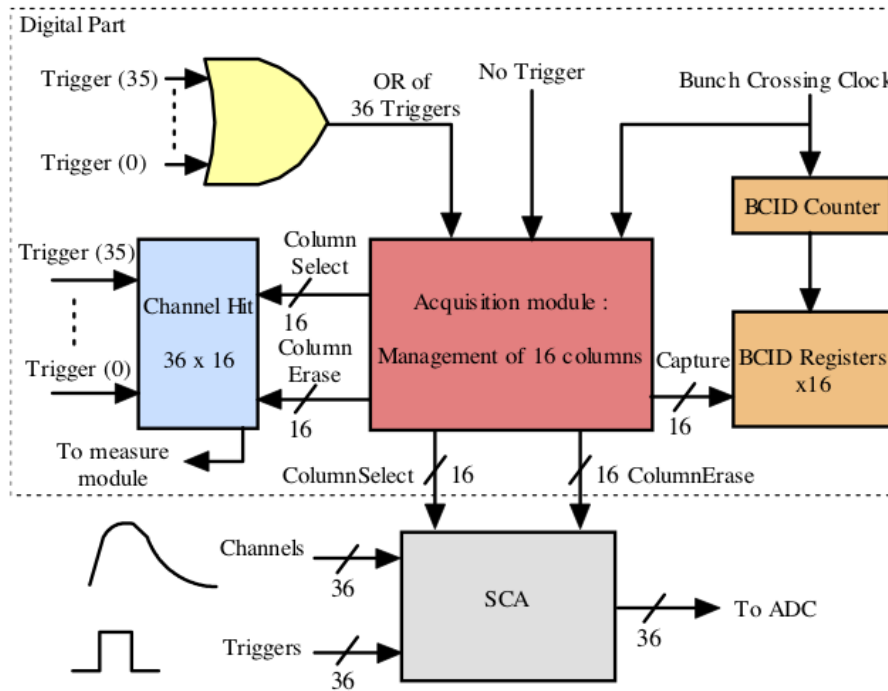 Digital Part
Trigger (35)
Trigger (0)
OR of
36 Triggers
No Trigger
Bunch Crossing Clock
BCID Counter
Trigger (35)
Trigger (0)
Channel Hit
36 x 16
Column
Select
16
Column
Erase
16
Acquisition module :
Management of 16 columns
Capture
16
BCID Registers
x16
To measure
module
ColumnSelect
16
16
ColumnErase
Channels
36
Triggers
36
SCA
36
To ADC